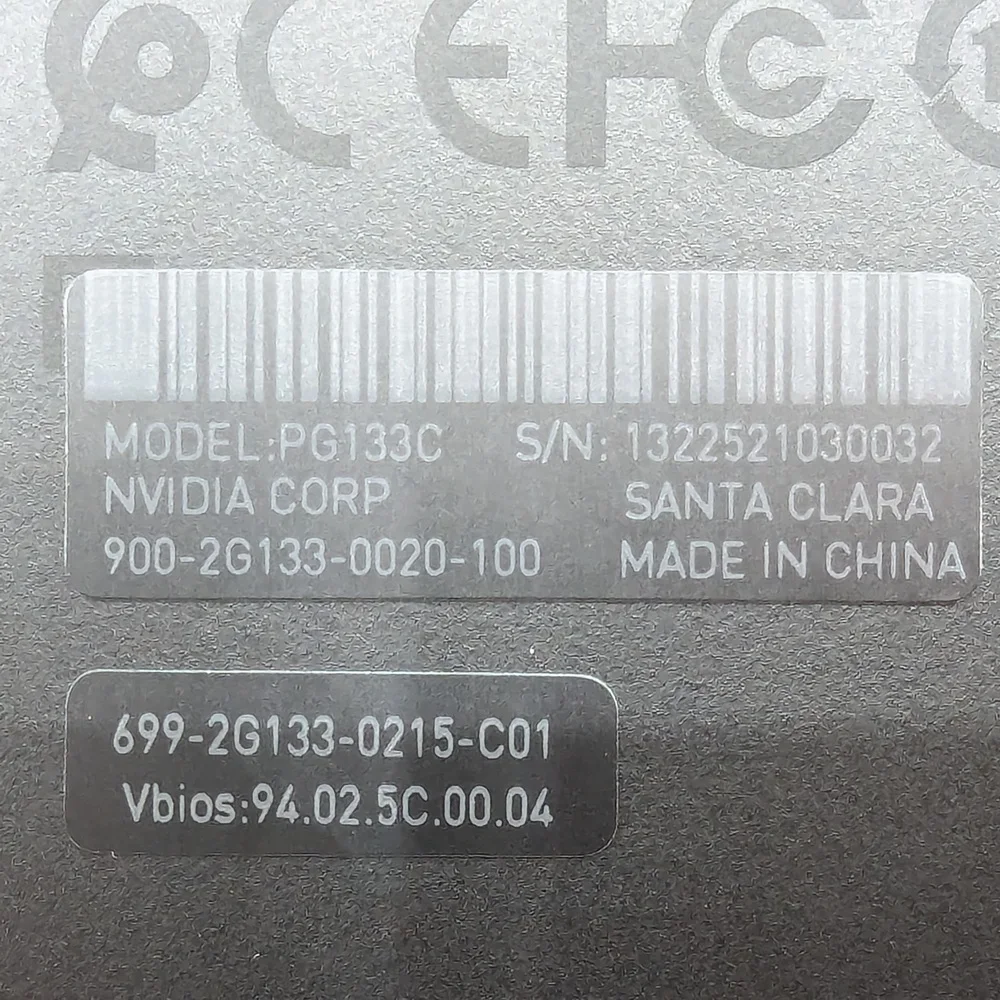 MODEL:PG133C S/N: 1322521030032
NVIDIA CORP SANTA CLARA
900-2G133-0020-100 MADE IN CHINA
699-2G133-0215-C01
Vbios:94.02.5C.00.04